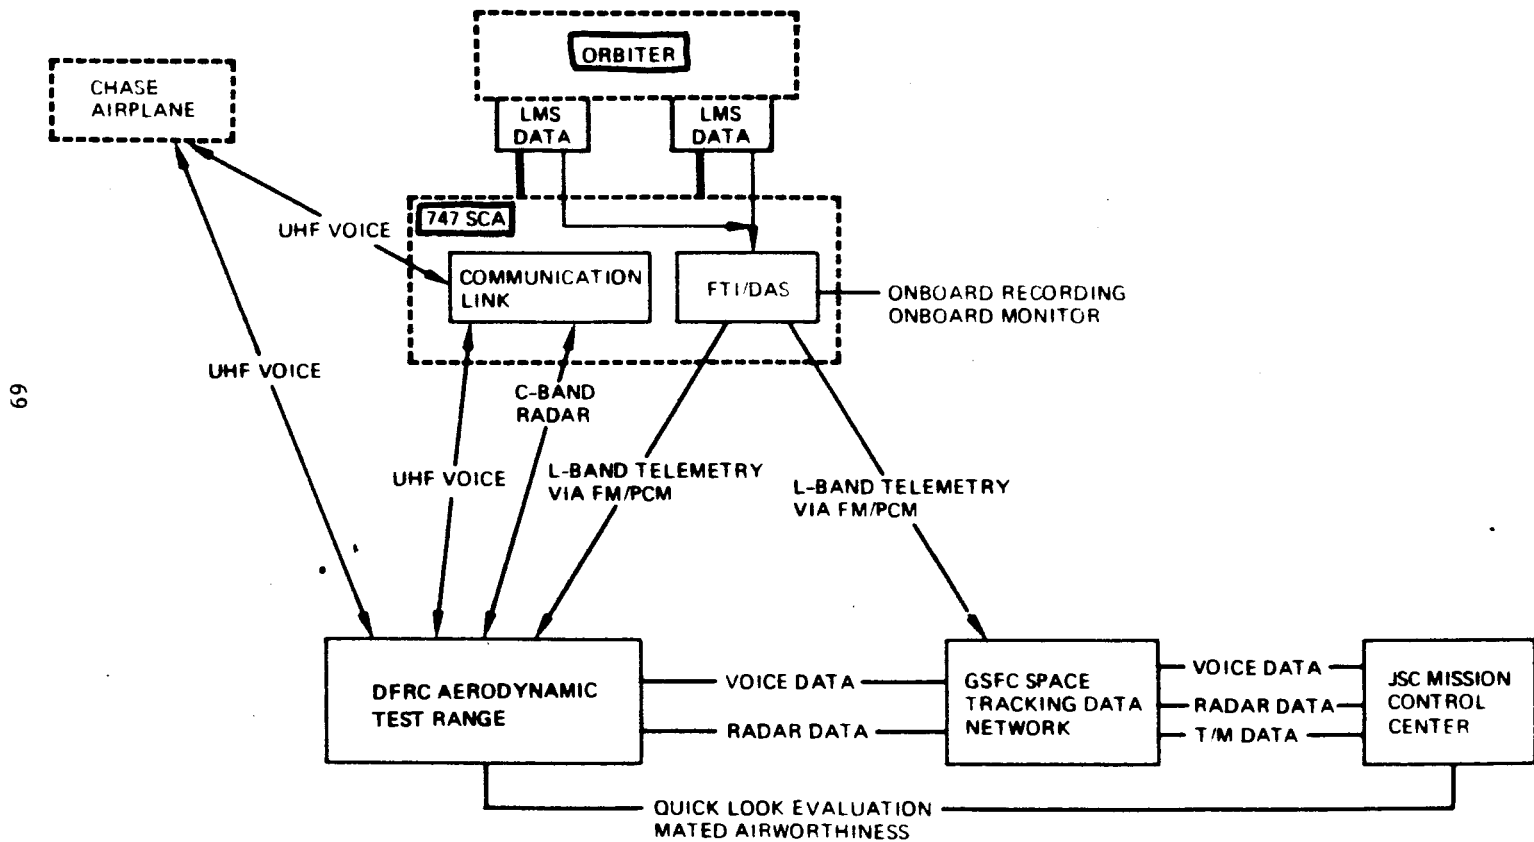 ORBITER
CHASE
AIRPLANE
LMS
DATA
LMS
DATA
747 SCA
UHF VOICE
COMMUNICATION
LINK
FTI/DAS
ONBOARD RECORDING
ONBOARD MONITOR
UHF VOICE
69
C-BAND
RADAR
UHF VOICE
L-BAND TELEMETRY
VIA FM/PCM
L-BAND TELEMETRY
VIA FM/PCM
DFRC AERODYNAMIC
TEST RANGE
VOICE DATA
RADAR DATA
GSFC SPACE
TRACKING DATA
NETWORK
VOICE DATA
RADAR DATA
T/M DATA
JSC MISSION
CONTROL
CENTER
QUICK LOOK EVALUATION
MATED AIRWORTHINESS